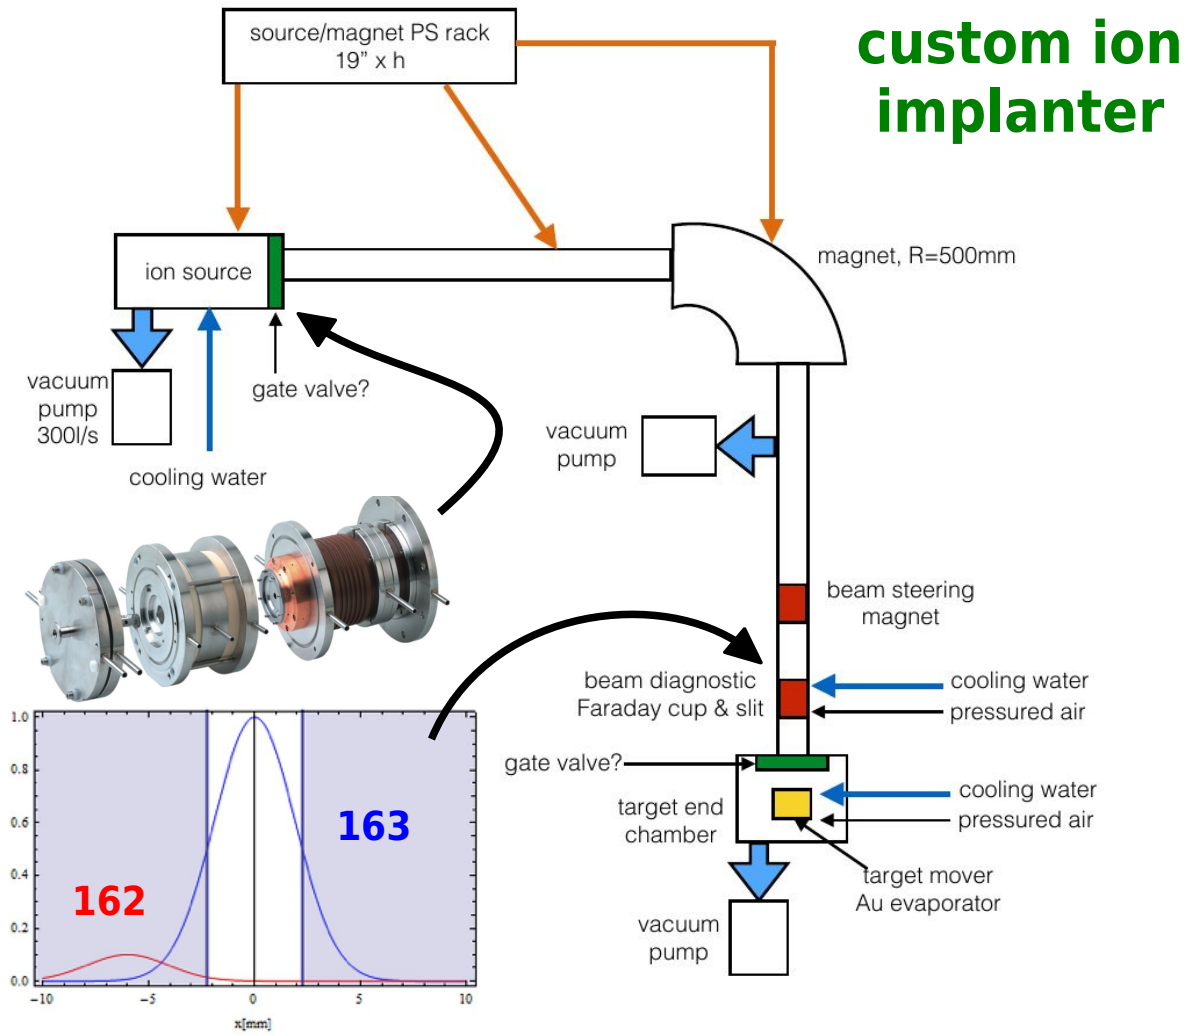 custom ion
implanter
source/magnet PS rack
19” x h
magnet, R=500mm
ion source
gate valve?
vacuum
pump
300l/s
cooling water
vacuum
pump
beam steering
magnet
beam diagnostic
Faraday cup & slit
cooling water
pressured air
gate valve?
target end
chamber
cooling water
pressured air
target mover
Au evaporator
vacuum
pump
1.0
0.8
0.6
0.4
0.2
0.0
163
162
−10
−5
0
5
10
x[mm]